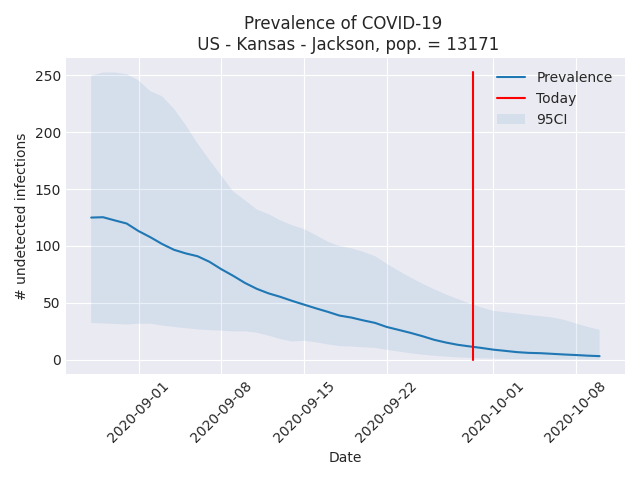 Prevalence of COVID-19
US - Kansas - Jackson, pop. = 13171
250
200
150
100
50
0
# undetected infections
Prevalence
Today
95CI
2020-09-01
2020-09-08
2020-09-15
2020-09-22
2020-10-01
2020-10-08
Date